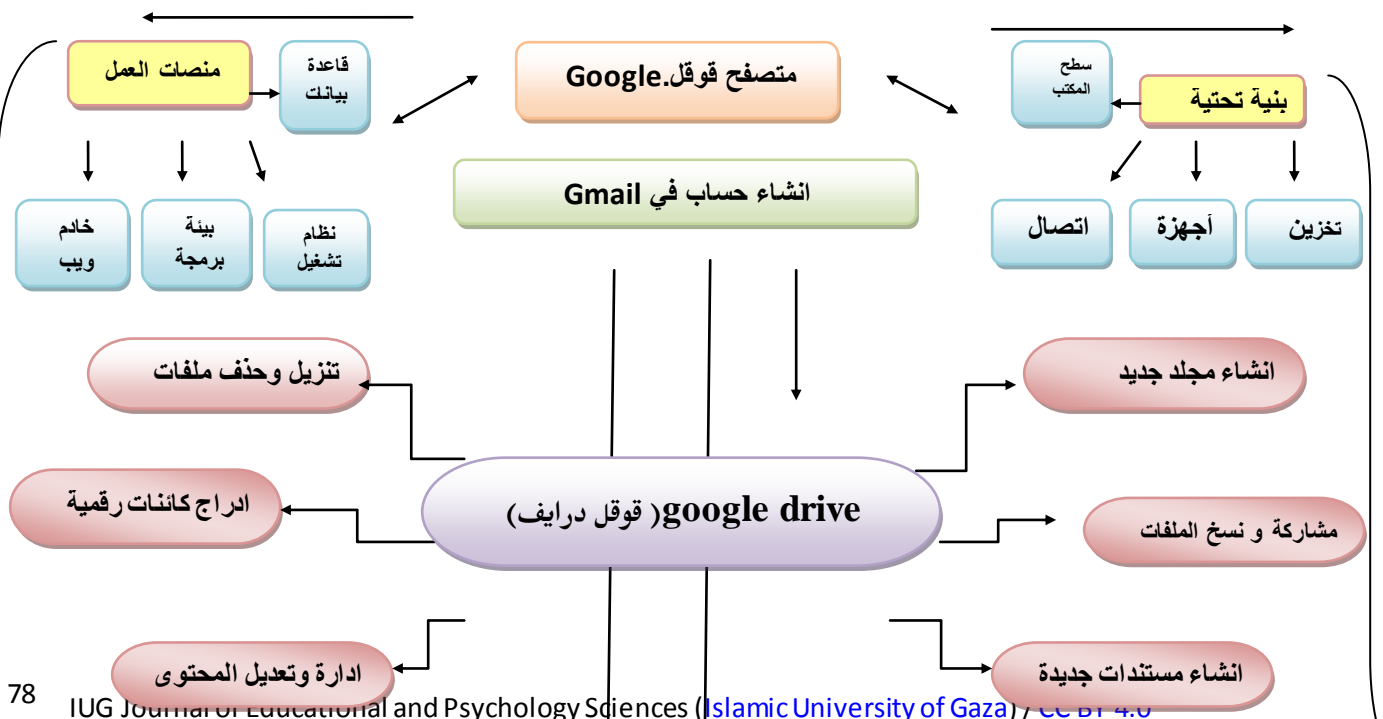 متصفح قوقل.Google
سطح
المكتب
بنية تحتية
منصات العمل
قاعدة
بيانات
انشاء حساب في Gmail
تخزين
أجهزة
اتصال
نظام
تشغيل
بيئة
برمجة
خادم
ويب
انشاء مجلد جديد
تنزيل وحذف ملفات
google drive( قوقل درايف)
مشاركة و نسخ الملفات
ادراج كائنات رقمية
انشاء مستندات جديدة
ادارة وتعديل المحتوى
78
IUG Journal of Educational and Psychology Sciences (Islamic University of Gaza) / CC BY 4.0